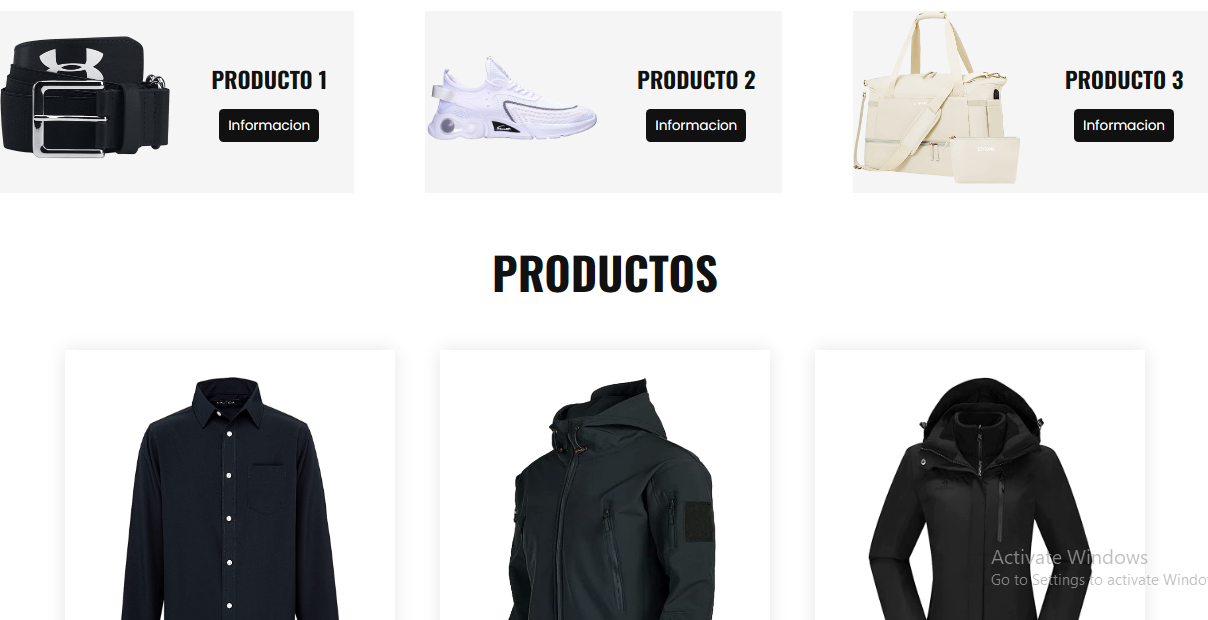 PRODUCTO 1
Informacion
PRODUCTO 2
Informacion
PRODUCTO 3
Informacion
PRODUCTOS
Activate Windows
Go to Settings to activate Windo